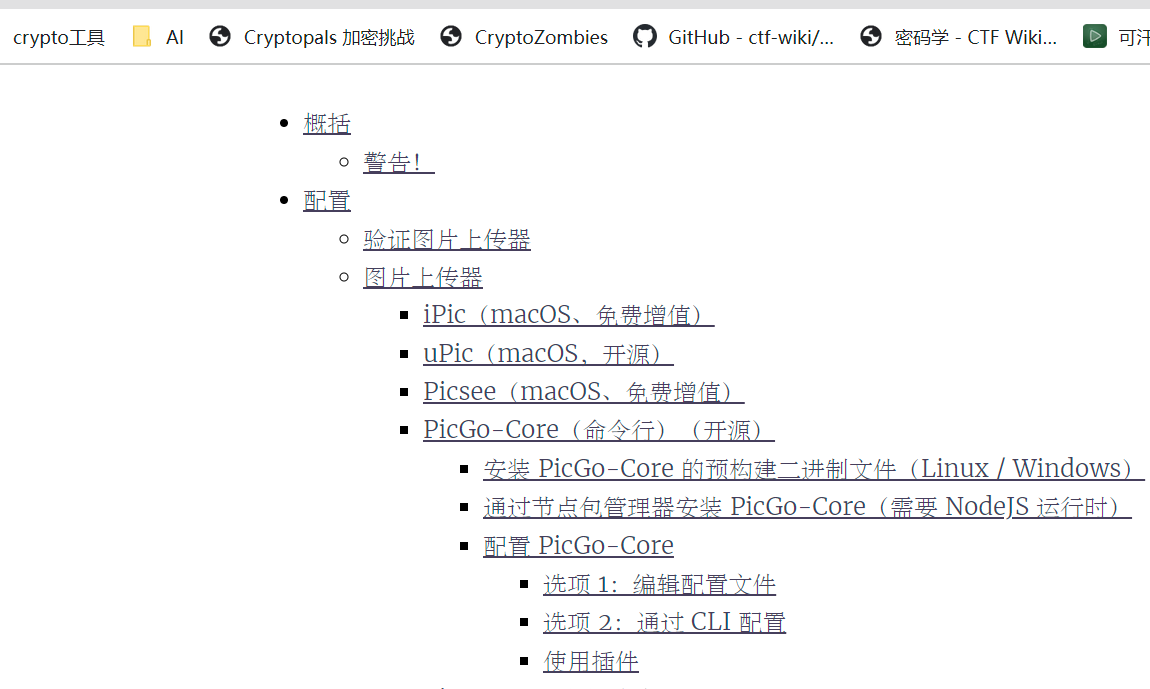 crypto工具 AI Cryptopals 加密挑战 CryptoZombies GitHub - ctf-wiki/... 密码学 - CTF Wiki... 可汗
概括
警告！
配置
验证图片上传器
图片上传器
iPic（macOS、免费增值）
uPic（macOS，开源）
Picsee（macOS、免费增值）
PicGo-Core（命令行）（开源）
安装 PicGo-Core 的预构建二进制文件（Linux / Windows）
通过节点包管理器安装 PicGo-Core（需要 NodeJS 运行时）
配置 PicGo-Core
选项 1：编辑配置文件
选项 2：通过 CLI 配置
使用插件